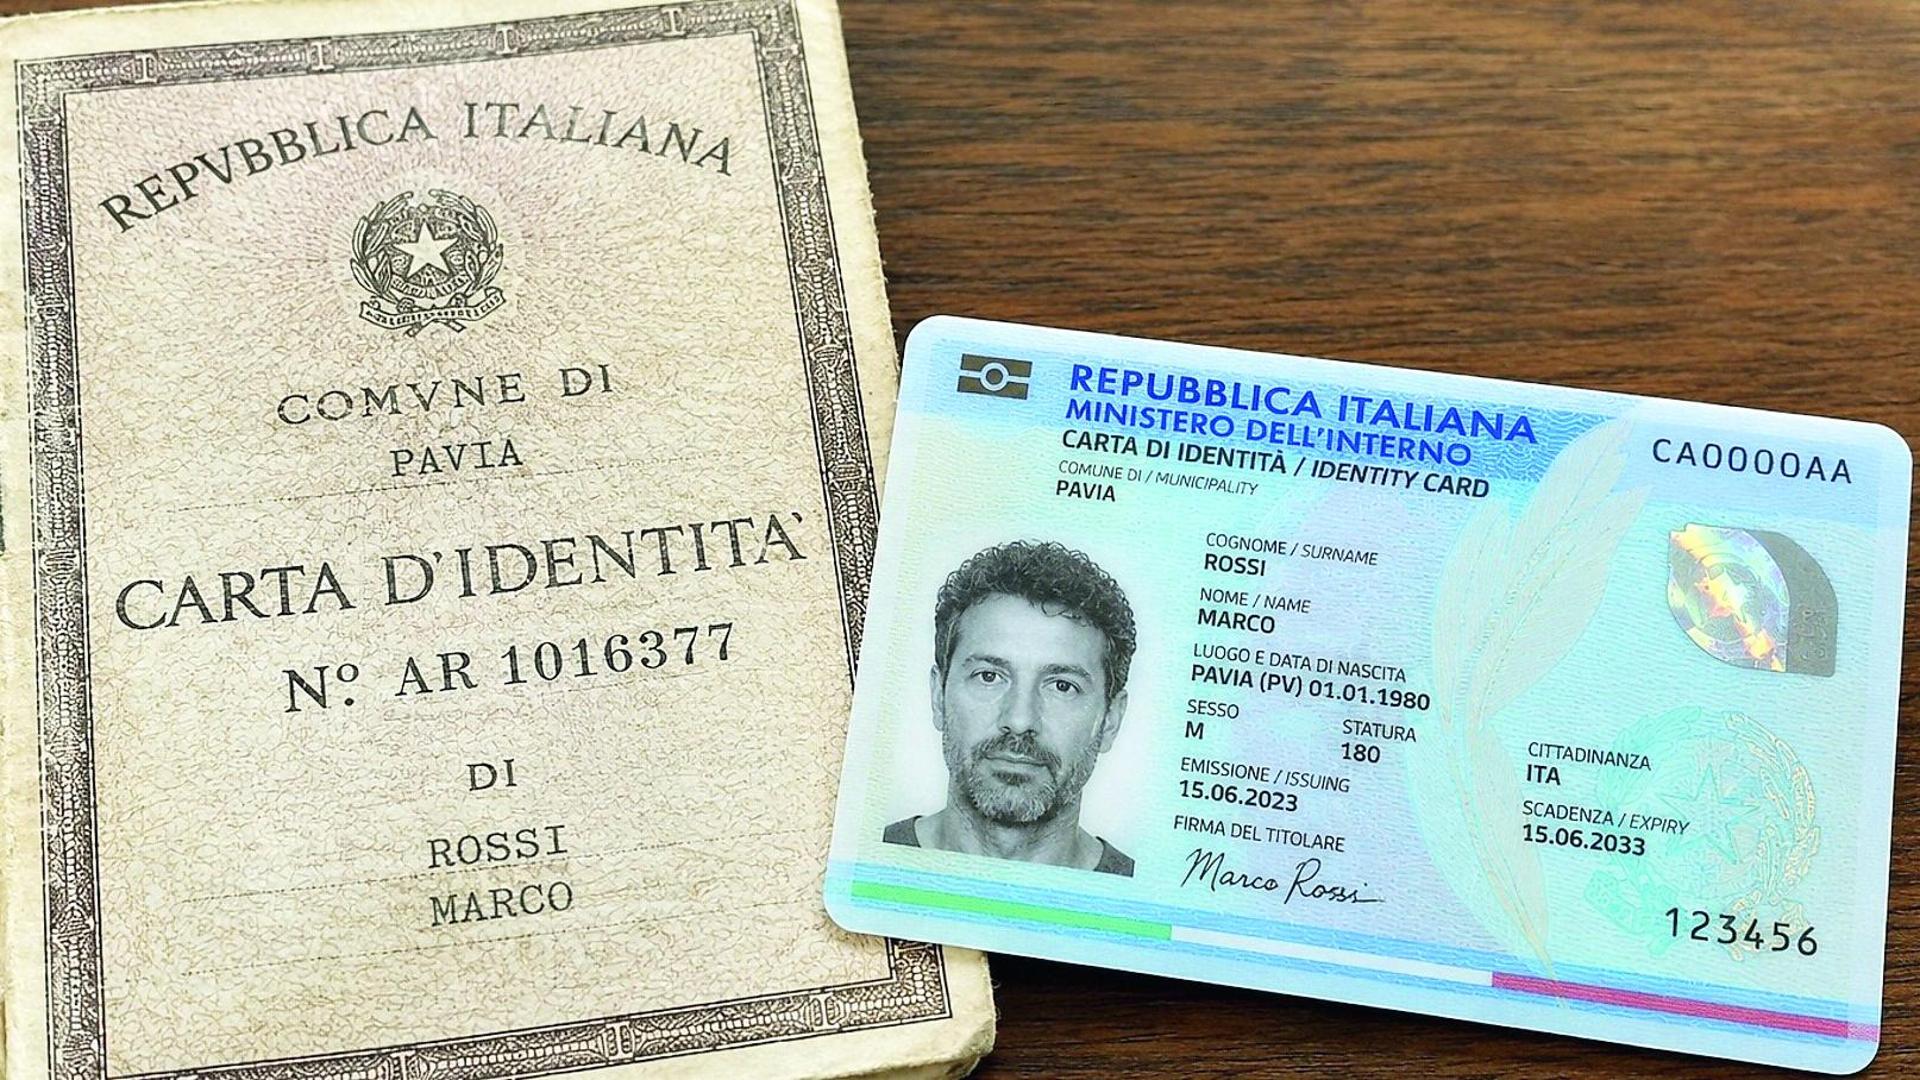 REPVBBLICA ITALIANA
COMVNE DI
PAVIA
CARTA D'IDENTITA'
Nº AR 1016377
DI
ROSSI
MARCO
REPUBBLICA ITALIANA
MINISTERO DELL'INTERNO
CARTA DI IDENTITÀ / IDENTITY CARD
COMUNE DI / MUNICIPALITY
PAVIA
CA0000AA
COGNOME / SURNAME
ROSSI
NOME / NAME
MARCO
LUOGO E DATA DI NASCITA
PAVIA (PV) 01.01.1980
SESSO STATURA
M 180
CITTADINANZA
ITA
EMISSIONE / ISSUING
15.06.2023
SCADENZA / EXPIRY
15.06.2033
FIRMA DEL TITOLARE
Marco Rossi
123456